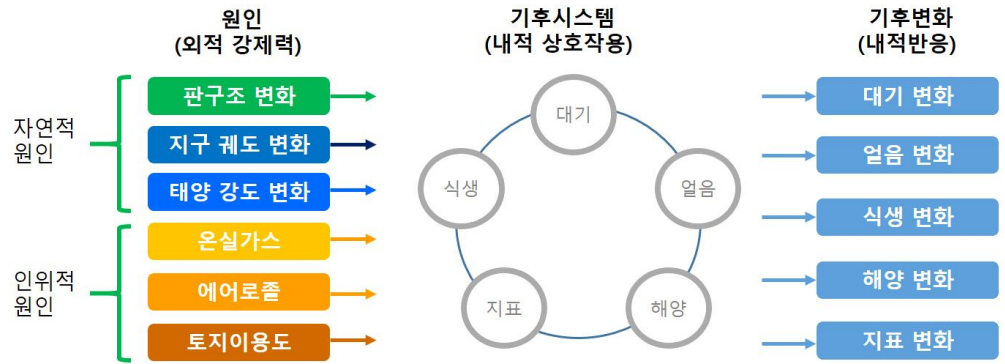 원인
(외적 강제력)
기후시스템
(내적 상호작용)
기후변화
(내적반응)
자연적
원인
판구조 변화
지구 궤도 변화
태양 강도 변화
인위적
원인
온실가스
에어로졸
토지이용도
대기
식생
얼음
지표
해양
대기 변화
얼음 변화
식생 변화
해양 변화
지표 변화